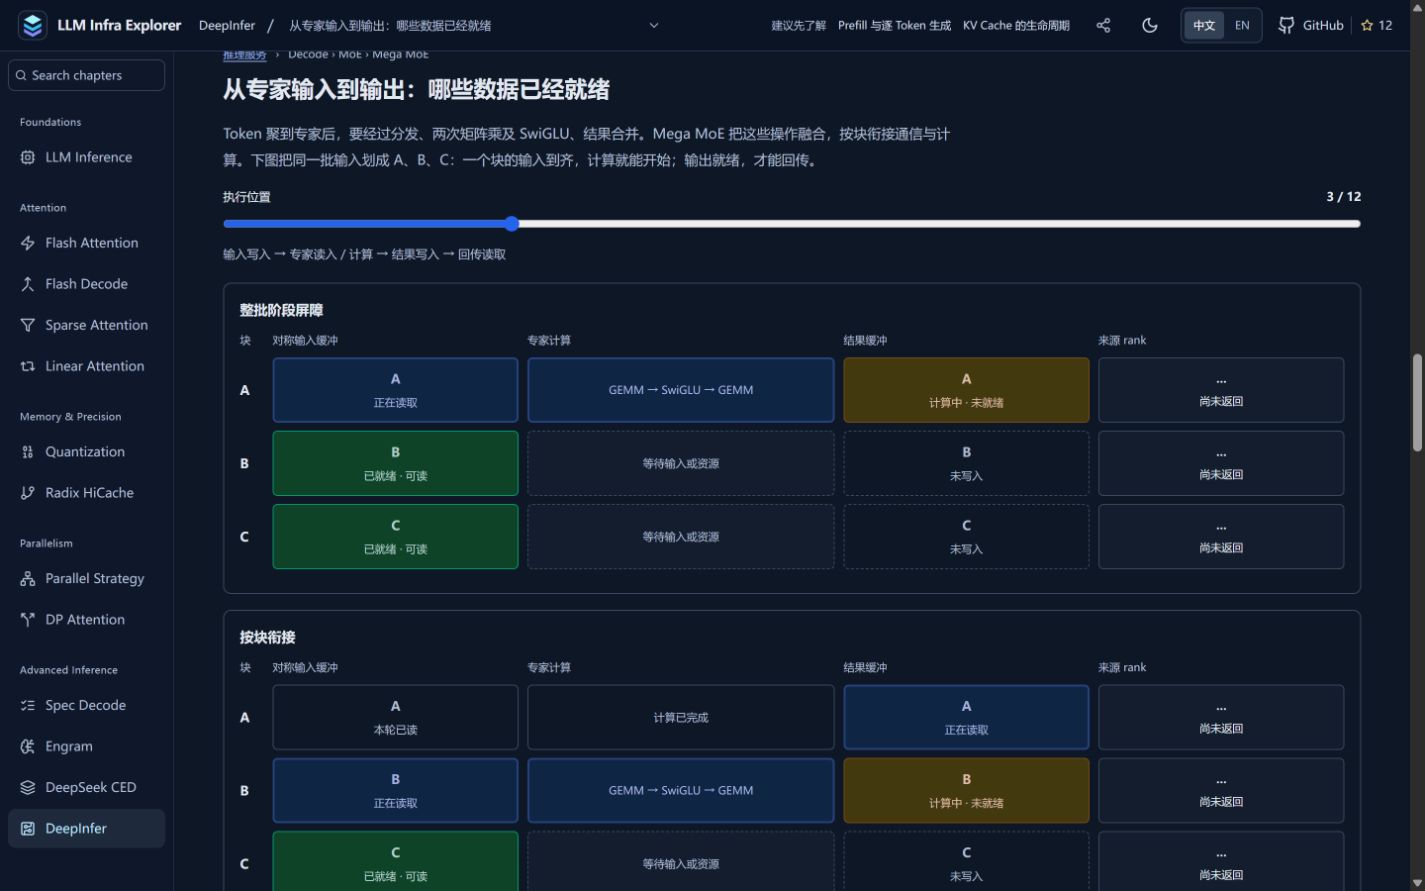 LLM Infra Explorer
DeepInfer / 从专家输入到输出：哪些数据已经就绪
建议先了解 Prefill 与逐 Token 生成 KV Cache 的生命周期
中文 EN
GitHub
12
Search chapters
Foundations
LLM Inference
Attention
Flash Attention
Flash Decode
Sparse Attention
Linear Attention
Memory & Precision
Quantization
Radix HiCache
Parallelism
Parallel Strategy
DP Attention
Advanced Inference
Spec Decode
Engram
DeepSeek CED
DeepInfer
推理服务 › Decode › MoE › Mega MoE
从专家输入到输出：哪些数据已经就绪
Token 聚到专家后，要经过分发、两次矩阵乘及 SwiGLU、结果合并。Mega MoE 把这些操作融合，按块衔接通信与计
算。下图把同一批输入划成 A、B、C：一个块的输入到齐，计算就能开始；输出就绪，才能回传。
执行位置 3 / 12
输入写入 → 专家读入 / 计算 → 结果写入 → 回传读取
整批阶段屏障
块 对称输入缓冲 专家计算 结果缓冲 来源 rank
A
A
正在读取
GEMM → SwiGLU → GEMM
A
计算中 · 未就绪
...
尚未返回
B
B
已就绪 · 可读
等待输入或资源
B
未写入
...
尚未返回
C
C
已就绪 · 可读
等待输入或资源
C
未写入
...
尚未返回
按块衔接
块 对称输入缓冲 专家计算 结果缓冲 来源 rank
A
A
本轮已读
计算已完成
A
正在读取
...
尚未返回
B
B
正在读取
GEMM → SwiGLU → GEMM
B
计算中 · 未就绪
...
尚未返回
C
C
已就绪 · 可读
等待输入或资源
C
未写入
...
尚未返回